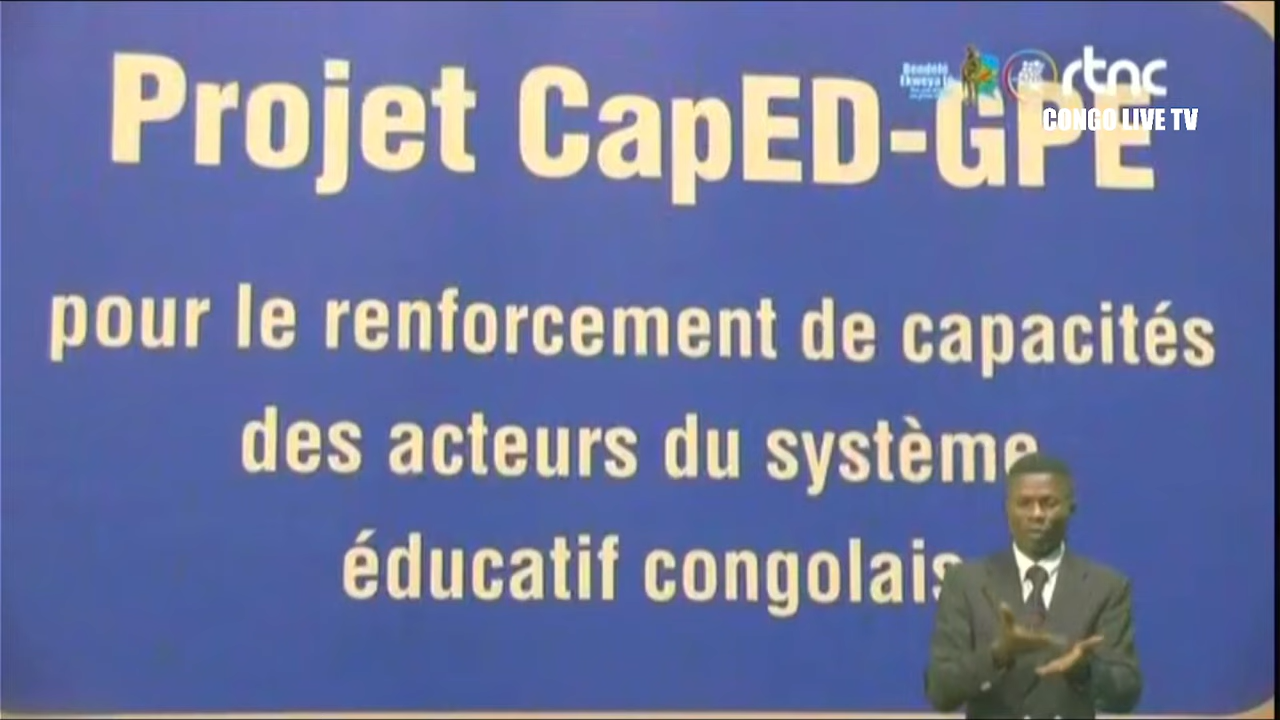 Projet CapED-GPE
rtnc
CONGO LIVE TV
pour le renforcement de capacités
des acteurs du système
éducatif congolais